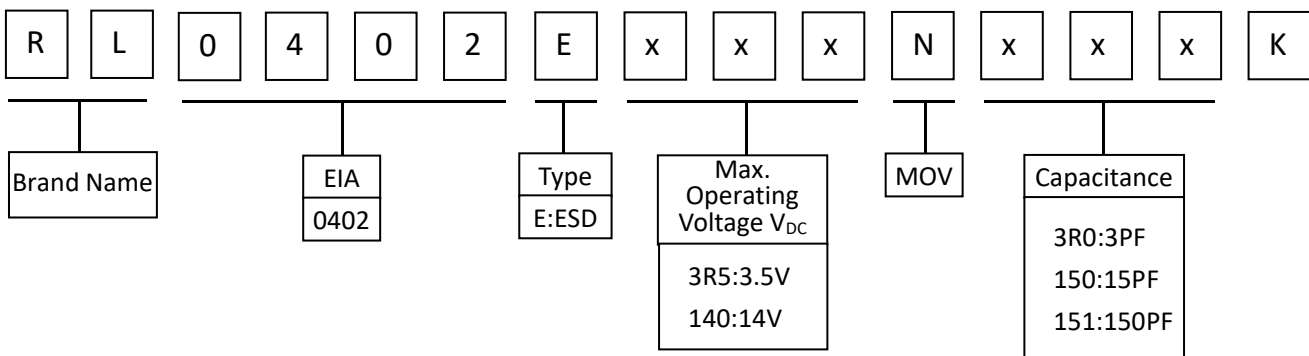 R L 0 4 0 2 E x x x N x x x K
Brand Name
EIA
0402
Type
E:ESD
Max.
Operating
Voltage VDC
3R5:3.5V
140:14V
MOV
Capacitance
3R0:3PF
150:15PF
151:150PF